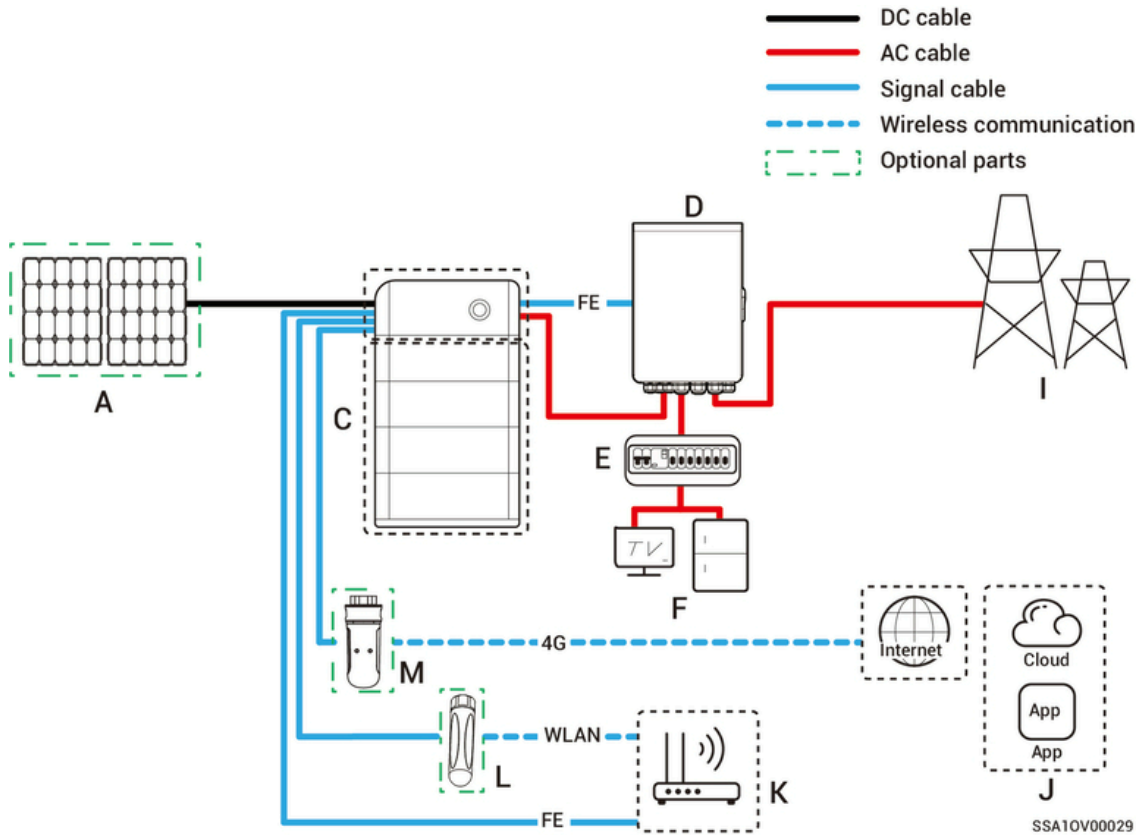 DC cable
AC cable
Signal cable
Wireless communication
Optional parts
D
FE
A
C
I
E
TV
F
M
4G
Internet
Cloud
App
App
J
L
WLAN
K
FE
SSA1OV00029